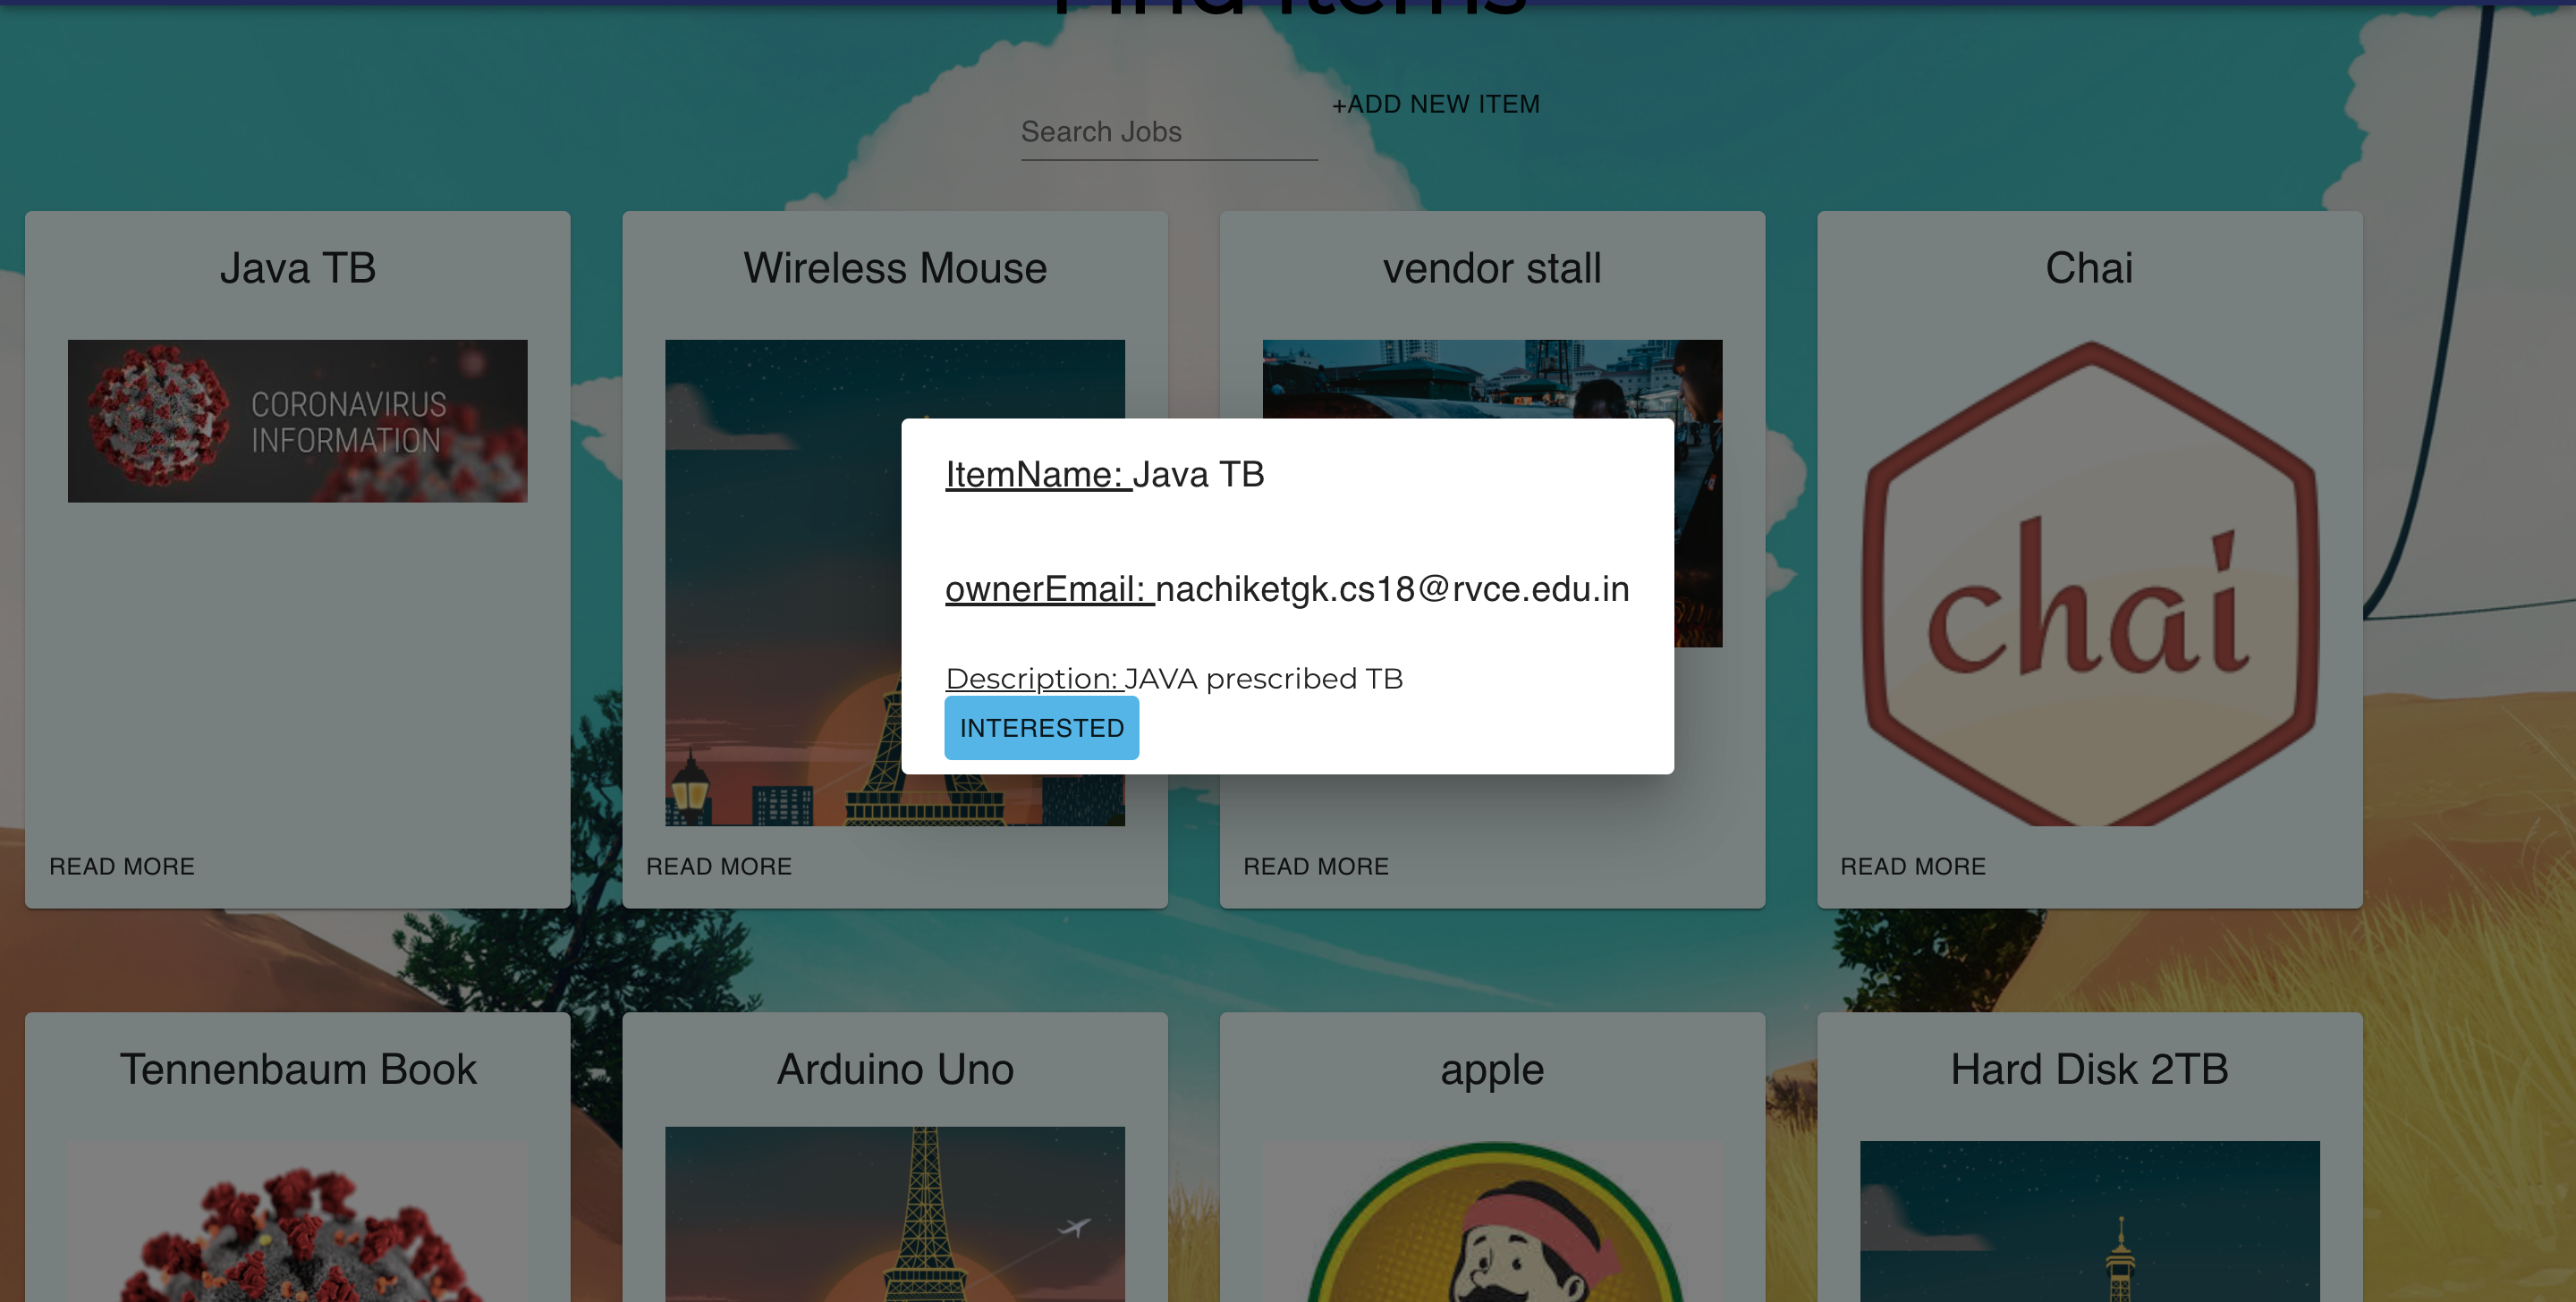 Find Items
+ADD NEW ITEM
Search Jobs
Java TB
Wireless Mouse
vendor stall
Chai
CORONAVIRUS
INFORMATION
chai
ItemName: Java TB
ownerEmail: nachiketgk.cs18@rvce.edu.in
Description: JAVA prescribed TB
INTERESTED
READ MORE
READ MORE
READ MORE
READ MORE
Tennenbaum Book
Arduino Uno
apple
Hard Disk 2TB